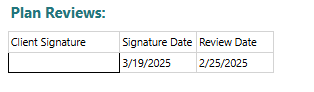 Plan Reviews:
Client Signature Signature Date Review Date
3/19/2025 2/25/2025